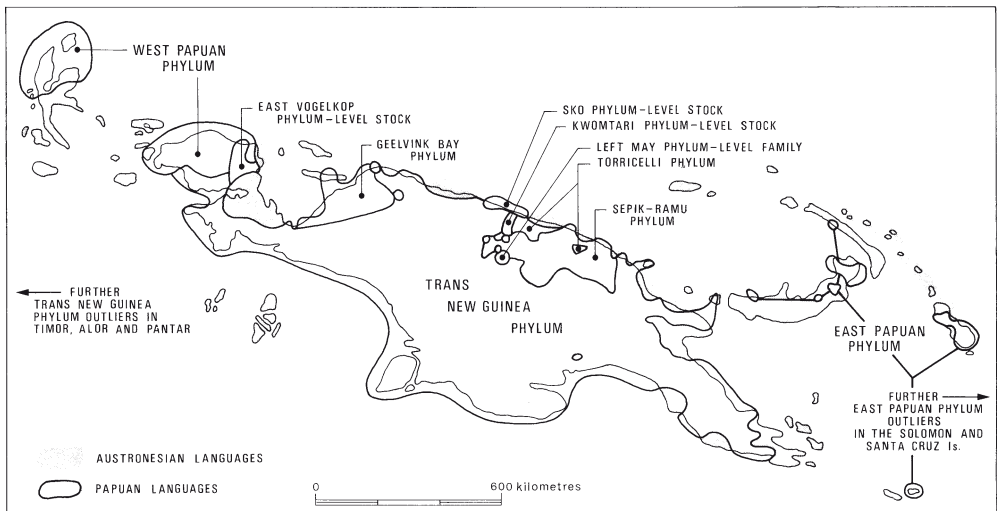 WEST PAPUAN
PHYLUM
EAST VOGELKOP
PHYLUM-LEVEL STOCK
GEELVINK BAY
PHYLUM
SKO PHYLUM-LEVEL STOCK
KWOMTARI PHYLUM-LEVEL STOCK
LEFT MAY PHYLUM-LEVEL FAMILY
TORRICELLI PHYLUM
SEPIK-RAMU
PHYLUM
TRANS
NEW GUINEA
PHYLUM
FURTHER
TRANS NEW GUINEA
PHYLUM OUTLIERS IN
TIMOR, ALOR AND PANTAR
EAST PAPUAN
PHYLUM
FURTHER
EAST PAPUAN PHYLUM
OUTLIERS
IN THE SOLOMON AND
SANTA CRUZ Is.
AUSTRONESIAN LANGUAGES
PAPUAN LANGUAGES
0 600 kilometres